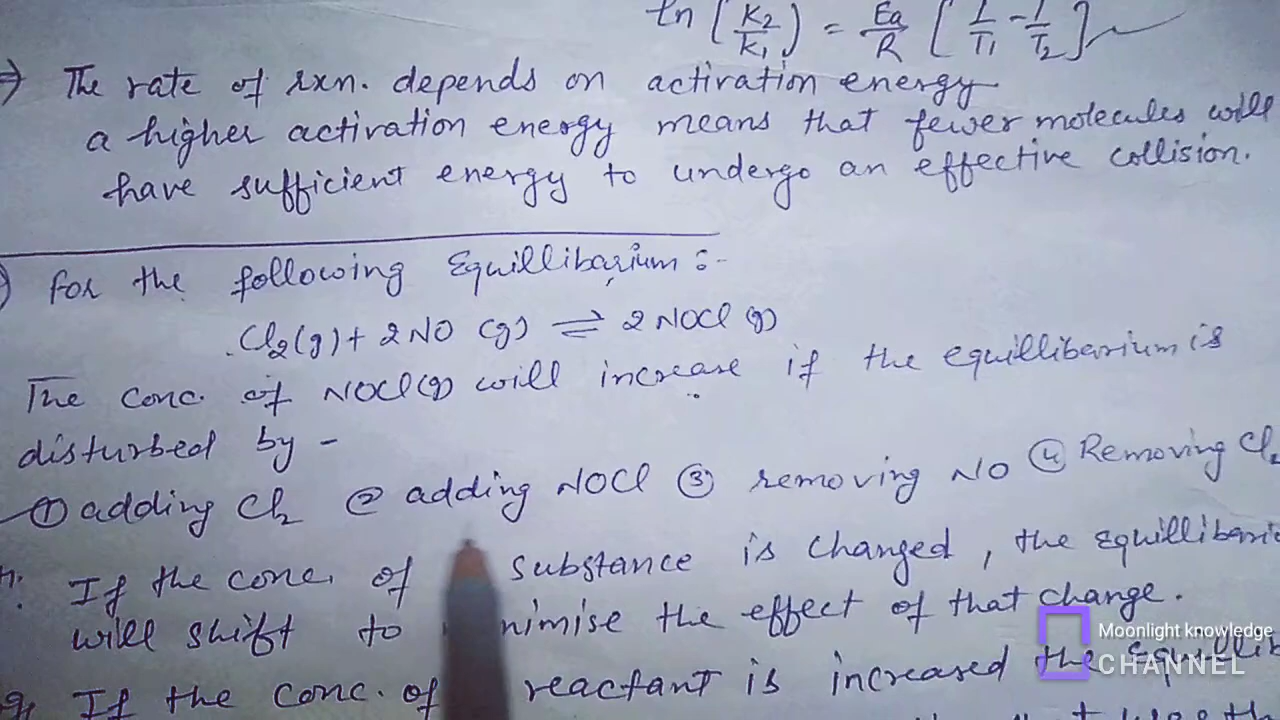 ln [ K2/K1 ) = Ea/R [ 1/T1 - 1/T2 ]
⇒ The rate of rxn. depends on activation energy
a higher activation energy means that fewer molecules will
have sufficient energy to undergo an effective collision.
for the following Equillibarium :-
Cl2(g) + 2NO (g) ⇌ 2NOCl (g)
The conc. of NOCl(g) will increase if the equillibarium is
disturbed by -
① adding Cl2 ② adding NOCl ③ removing NO ④ Removing Cl2
If the conc. of substance is changed, the equillibari
will shift to nimise the effect of that change.
Moonlight knowledge
CHANNEL
If the conc. of reactant is increased the equillib